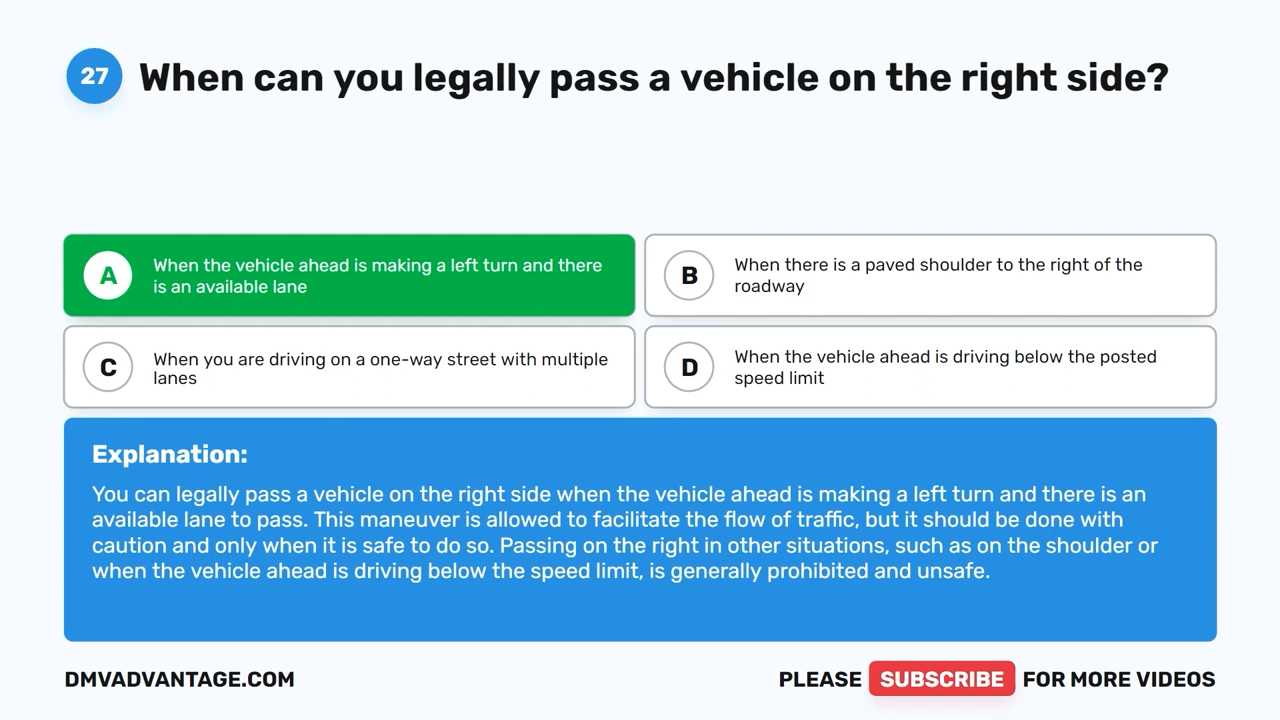 27
When can you legally pass a vehicle on the right side?
A
When the vehicle ahead is making a left turn and there
is an available lane
B
When there is a paved shoulder to the right of the
roadway
C
When you are driving on a one-way street with multiple
lanes
D
When the vehicle ahead is driving below the posted
speed limit
Explanation:
You can legally pass a vehicle on the right side when the vehicle ahead is making a left turn and there is an
available lane to pass. This maneuver is allowed to facilitate the flow of traffic, but it should be done with
caution and only when it is safe to do so. Passing on the right in other situations, such as on the shoulder or
when the vehicle ahead is driving below the speed limit, is generally prohibited and unsafe.
DMVADVANTAGE.COM
PLEASE SUBSCRIBE FOR MORE VIDEOS